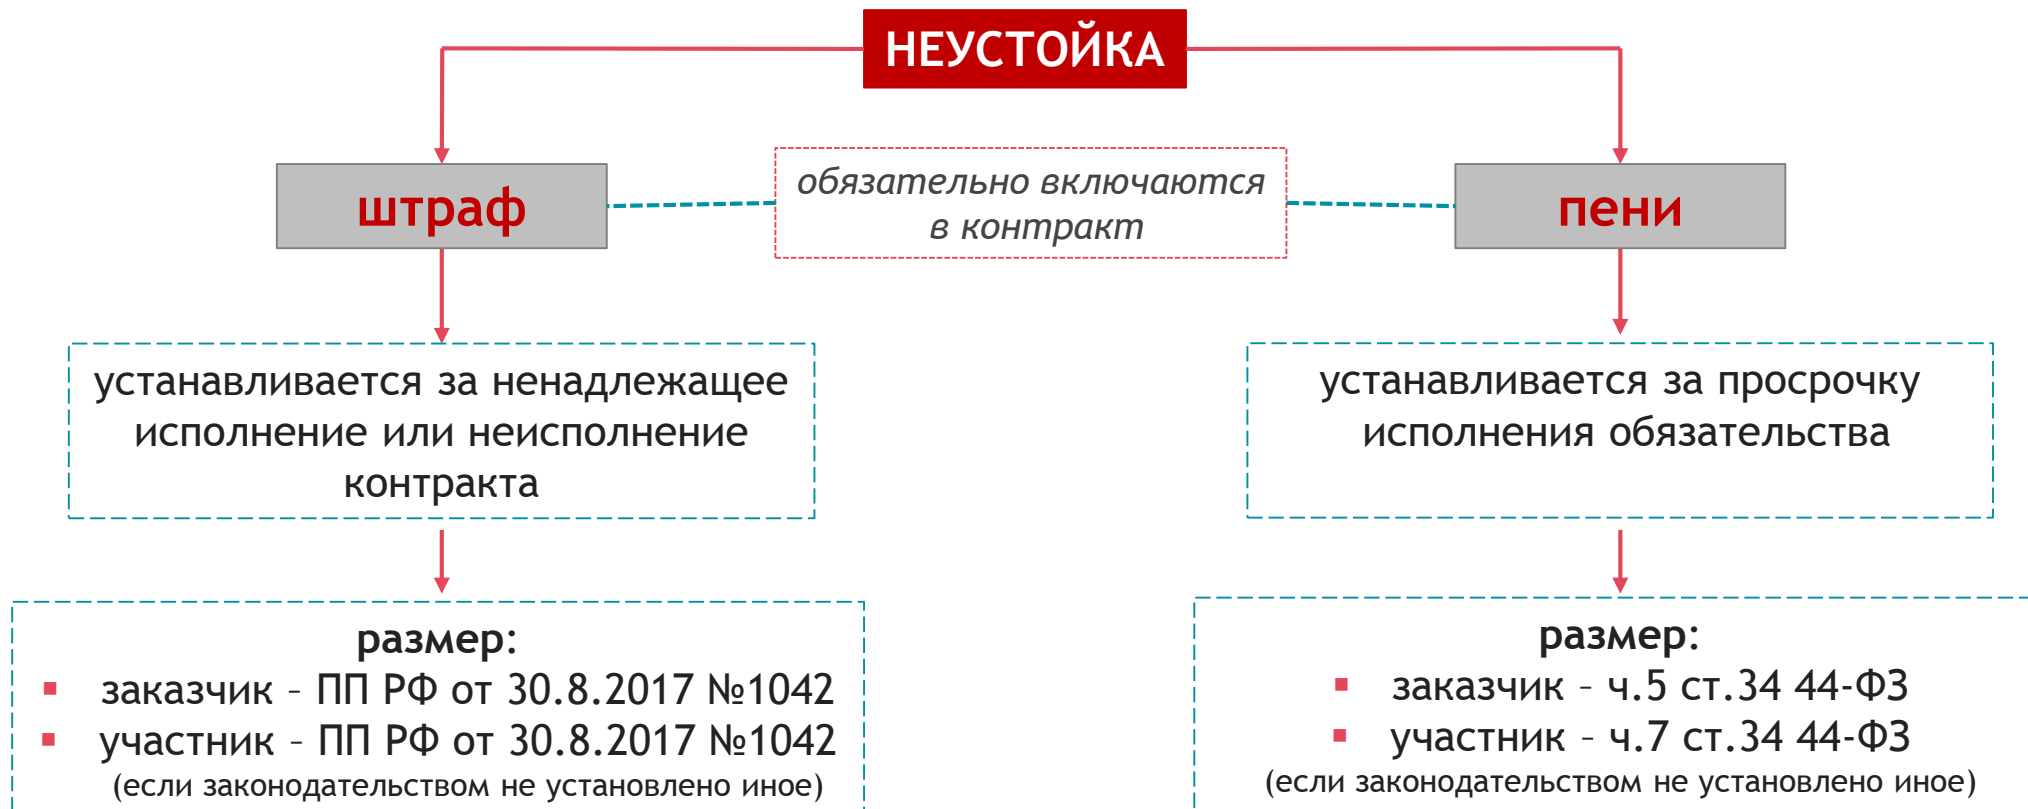 НЕУСТОЙКА
штраф
обязательно включаются
в контракт
пени
устанавливается за ненадлежащее
исполнение или неисполнение
контракта
устанавливается за просрочку
исполнения обязательства
размер:
▪ заказчик – ПП РФ от 30.8.2017 №1042
▪ участник – ПП РФ от 30.8.2017 №1042
(если законодательством не установлено иное)
размер:
▪ заказчик – ч.5 ст.34 44-ФЗ
▪ участник – ч.7 ст.34 44-ФЗ
(если законодательством не установлено иное)